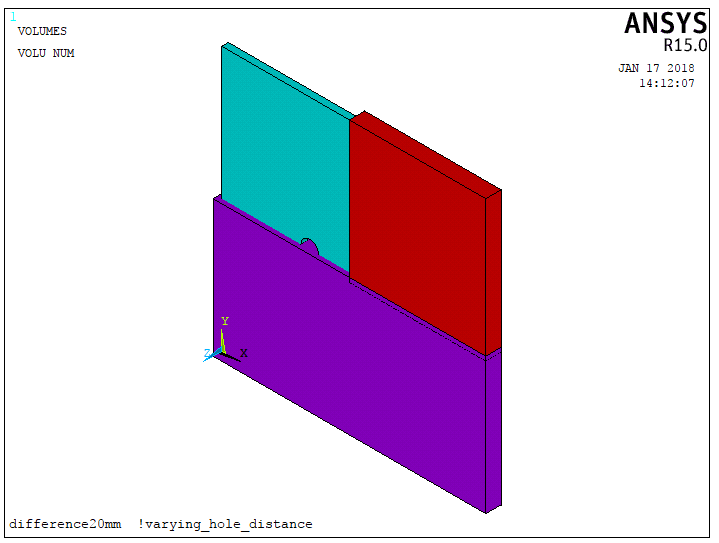 1
VOLUMES
VOLU NUM
ANSYS
R15.0
JAN 17 2018
14:12:07
Y
Z
X
difference20mm  !varying_hole_distance